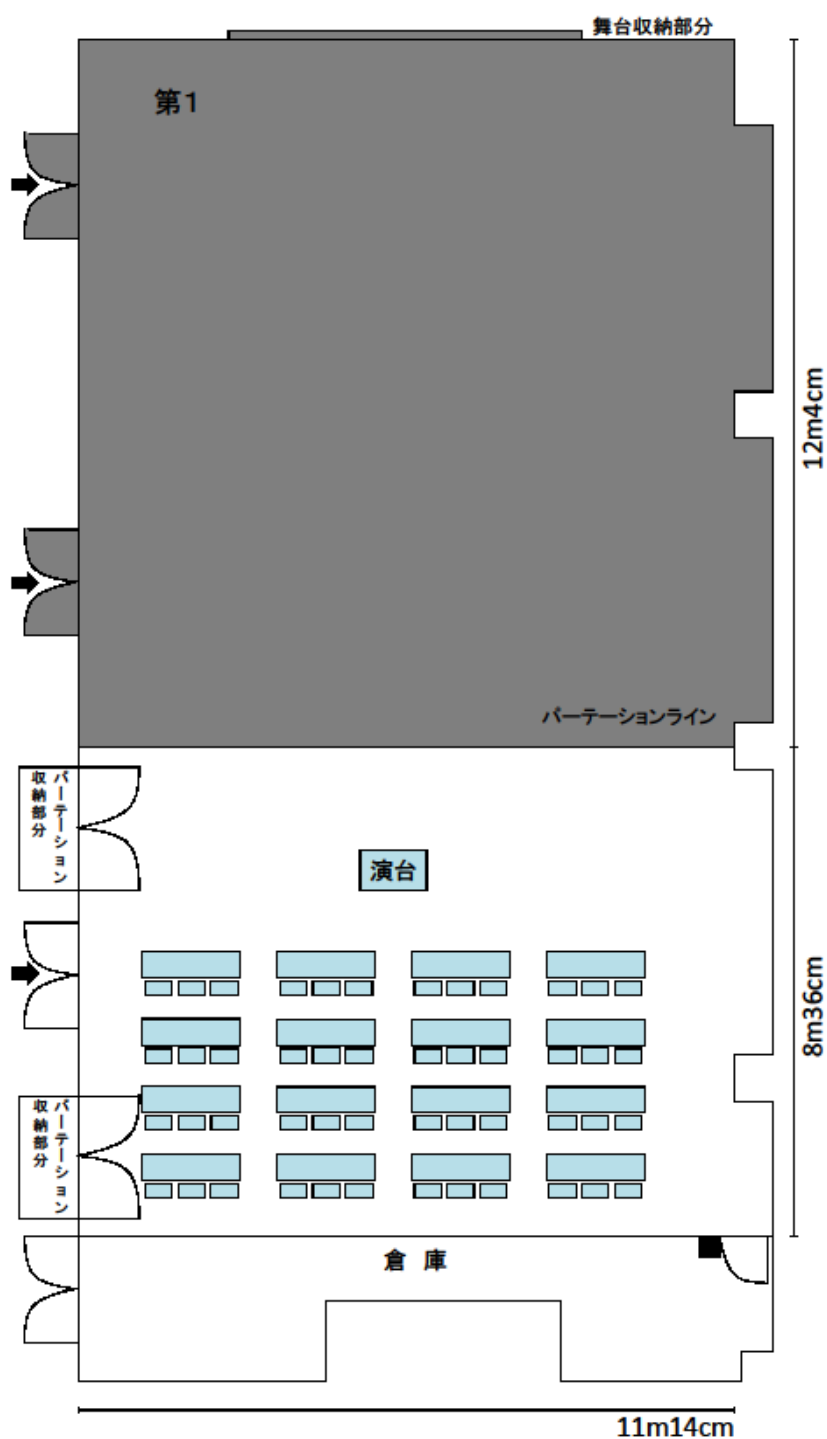 舞台収納部分
第1
12m4cm
パーテーションライン
パーテーション
収納部分
演台
8m36cm
パーテーション
収納部分
倉 庫
11m14cm